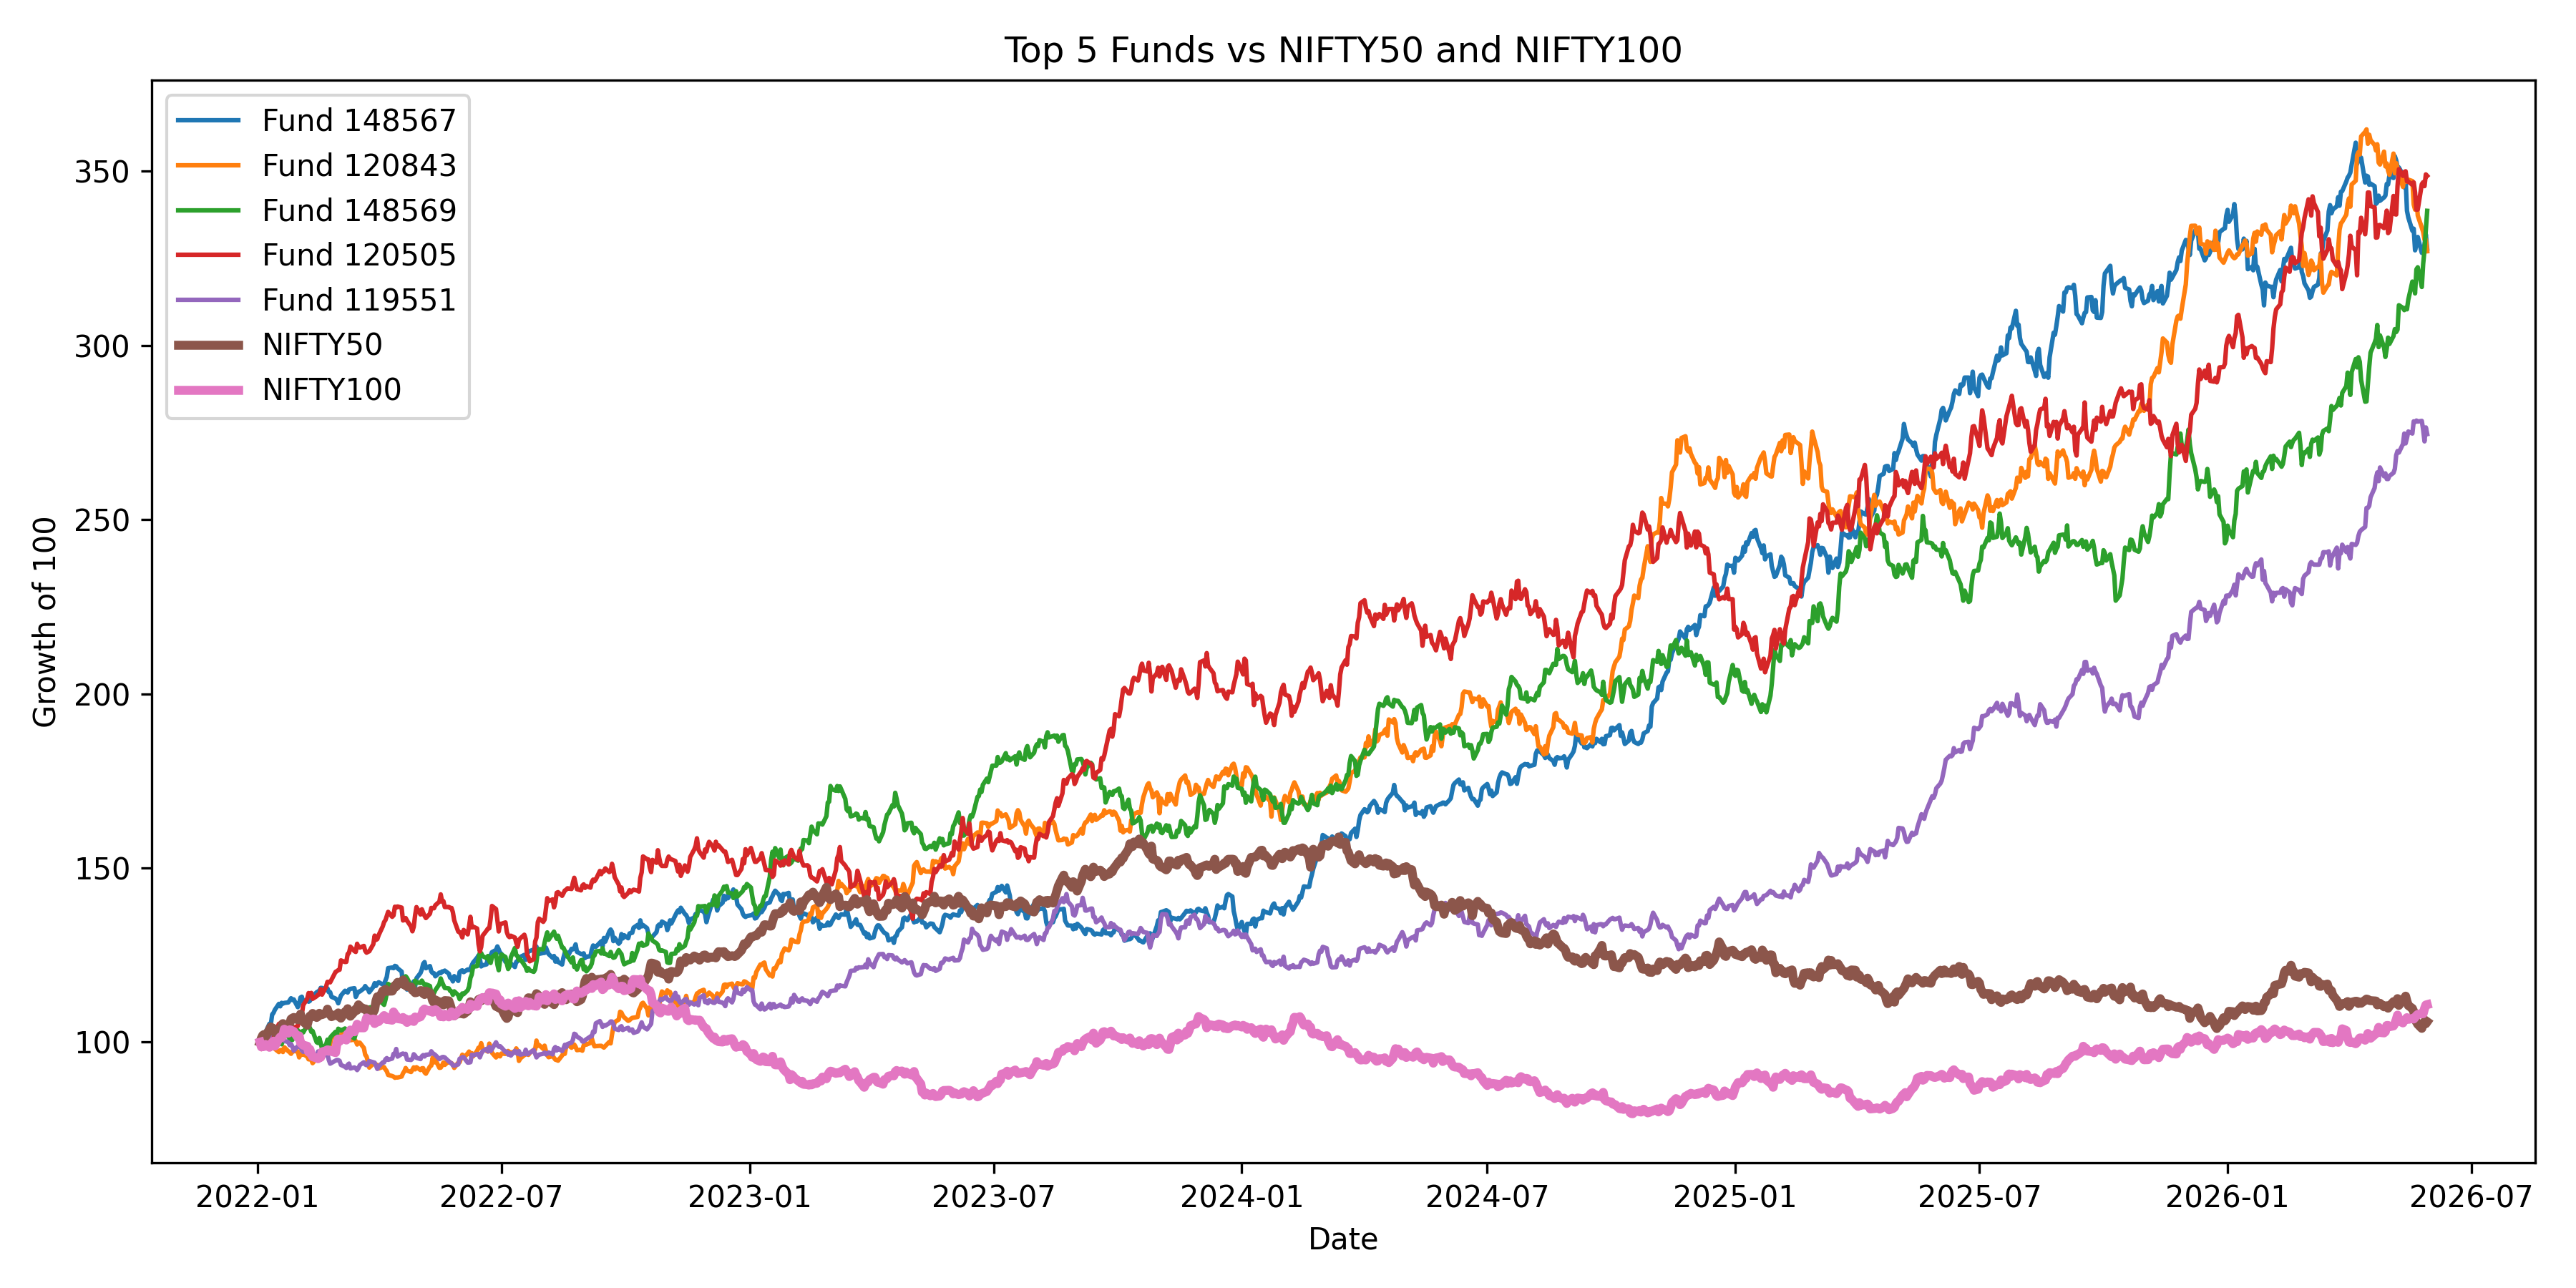 Top 5 Funds vs NIFTY50 and NIFTY100
Fund 148567
Fund 120843
Fund 148569
Fund 120505
Fund 119551
NIFTY50
NIFTY100
350
300
250
200
150
100
Growth of 100
2022-01 2022-07 2023-01 2023-07 2024-01 2024-07 2025-01 2025-07 2026-01 2026-07
Date